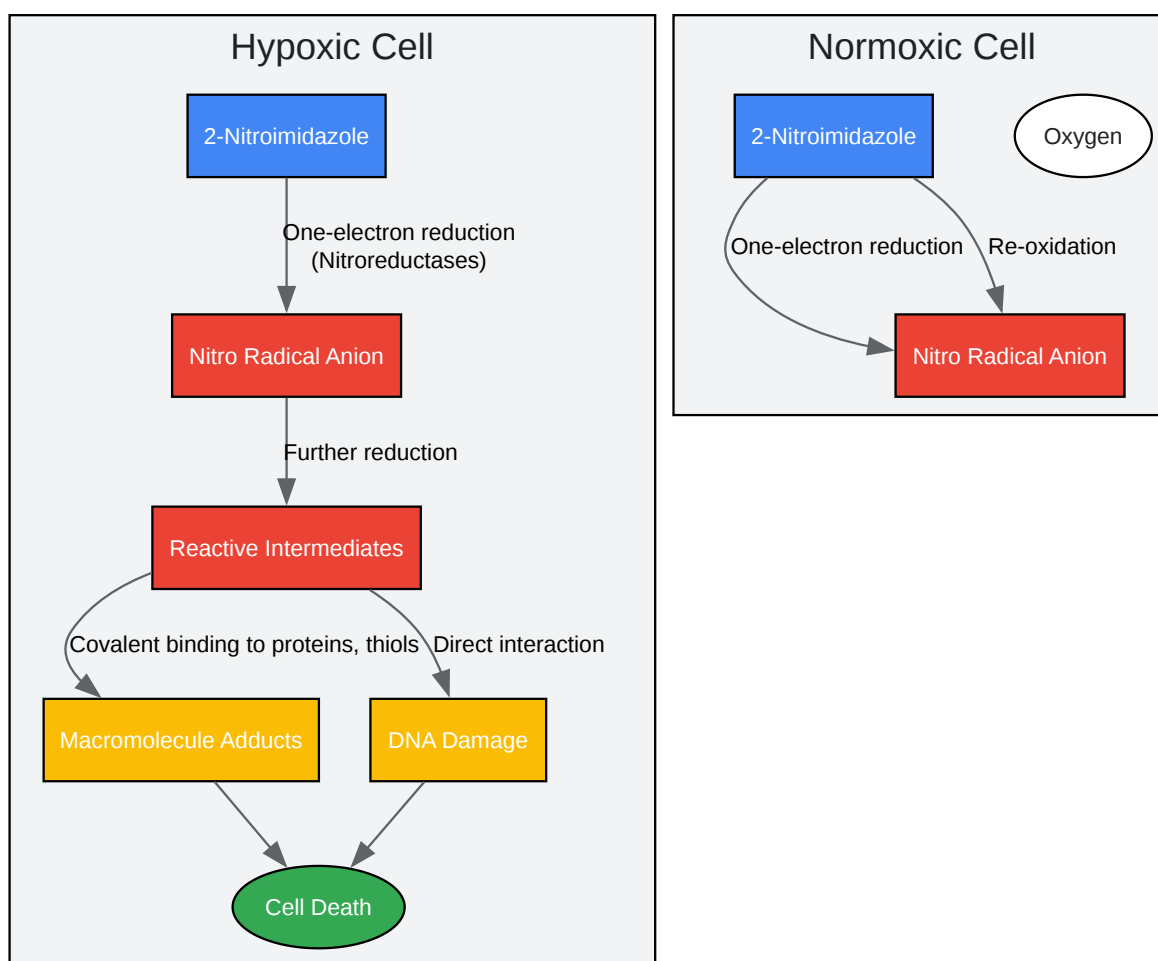 Hypoxic Cell
2-Nitroimidazole
One-electron reduction
(Nitroreductases)
Nitro Radical Anion
Further reduction
Reactive Intermediates
Covalent binding to proteins, thiols
Direct interaction
Macromolecule Adducts
DNA Damage
Cell Death
Normoxic Cell
2-Nitroimidazole
Oxygen
One-electron reduction
Re-oxidation
Nitro Radical Anion